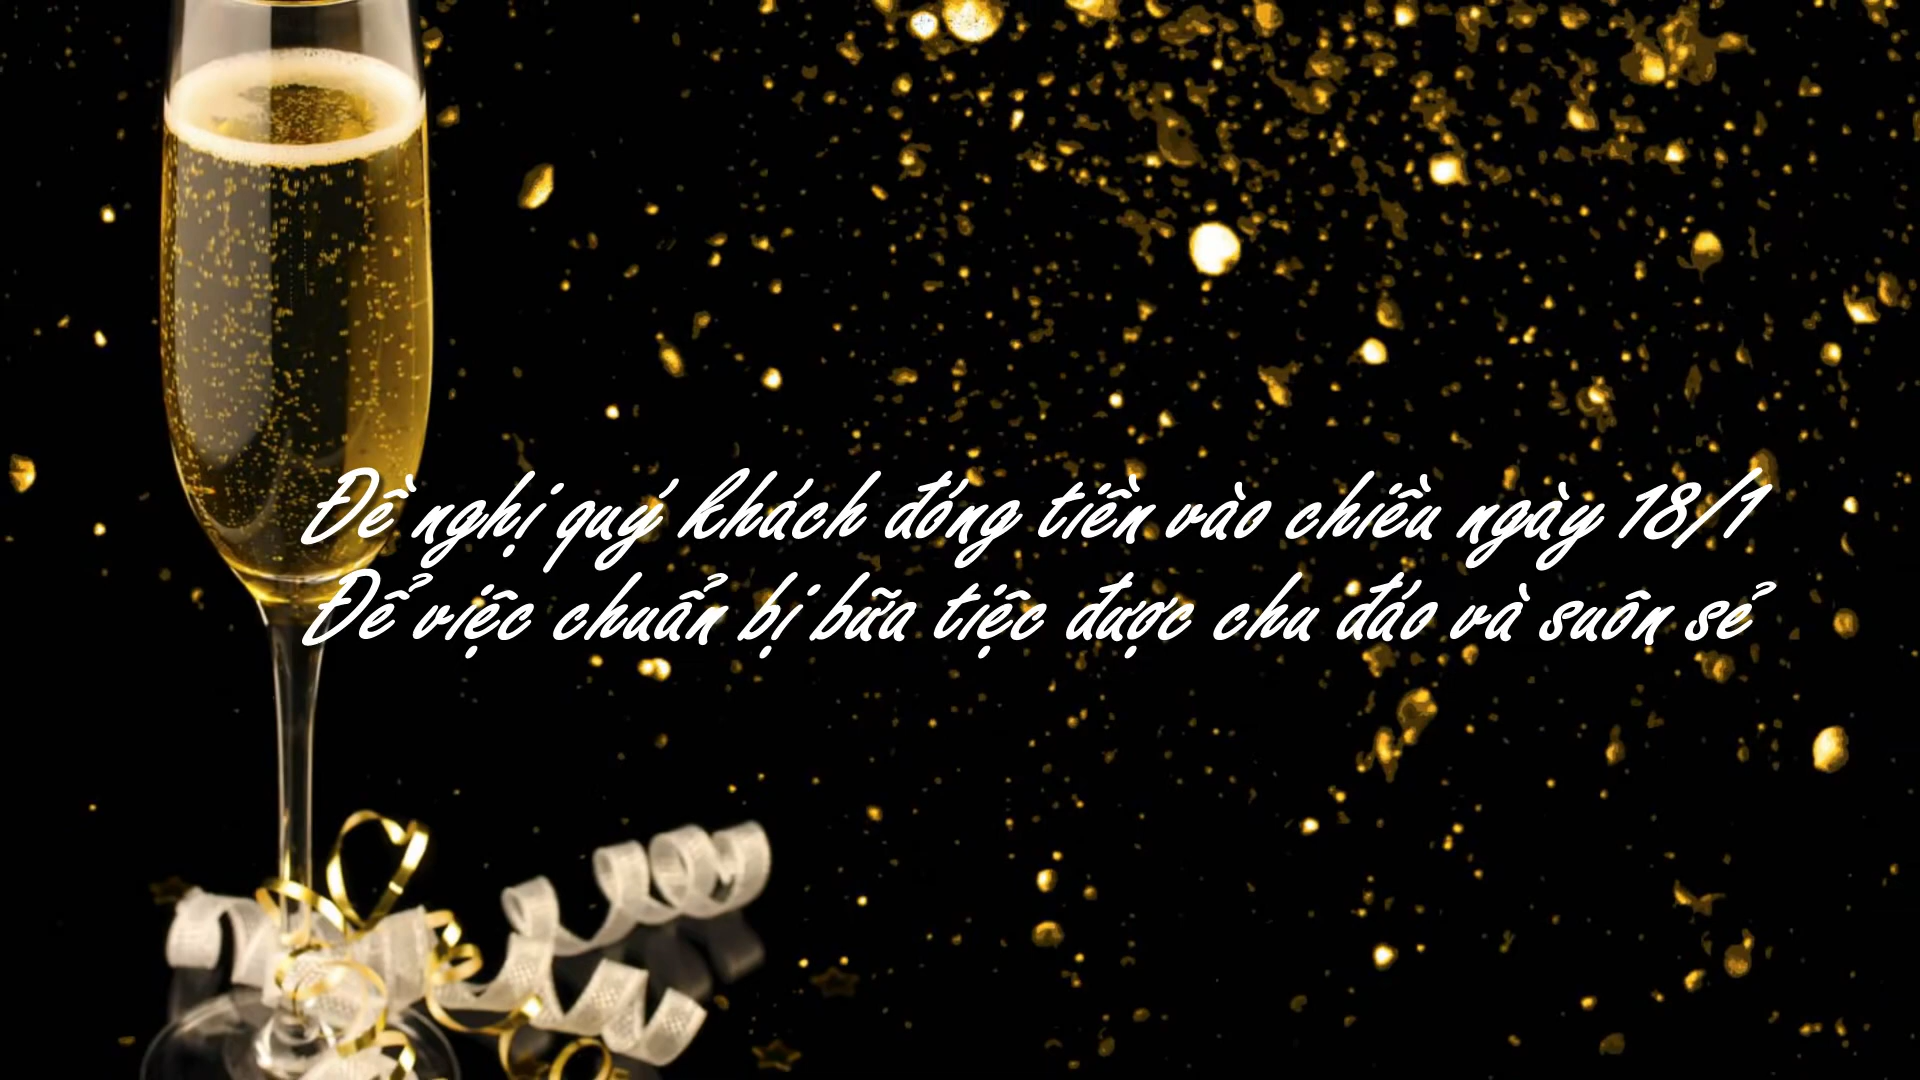 Đề nghị quý khách đóng tiền vào chiều ngày 18/1
Để việc chuẩn bị bữa tiệc được chu đáo và suôn sẻ